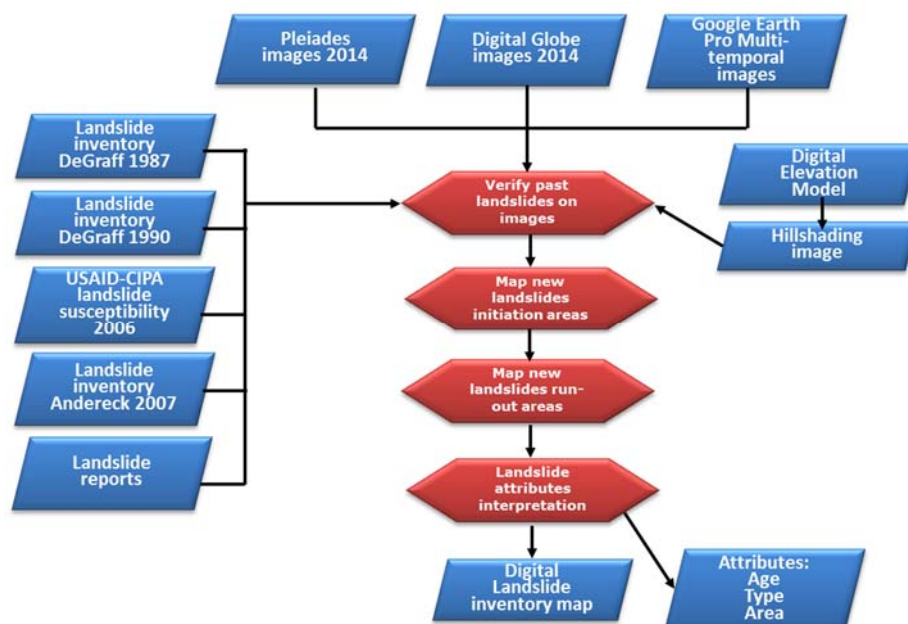 Pleiades
images 2014
Digital Globe
images 2014
Google Earth
Pro Multi-
temporal
images
Landslide
inventory
DeGraff 1987
Landslide
inventory
DeGraff 1990
USAID-CIPA
landslide
susceptibility
2006
Landslide
inventory
Andereck 2007
Landslide
reports
Verify past
landslides on
images
Digital
Elevation
Model
Hillshading
image
Map new
landslides
initiation areas
Map new
landslides run-
out areas
Landslide
attributes
interpretation
Digital
Landslide
inventory map
Attributes:
Age
Type
Area